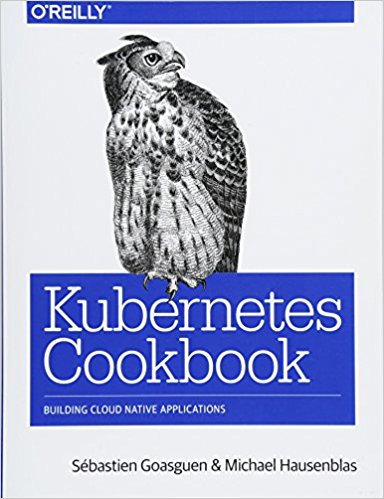 O'REILLY®
Kubernetes
Cookbook
BUILDING CLOUD NATIVE APPLICATIONS
Sébastien Goasguen & Michael Hausenblas